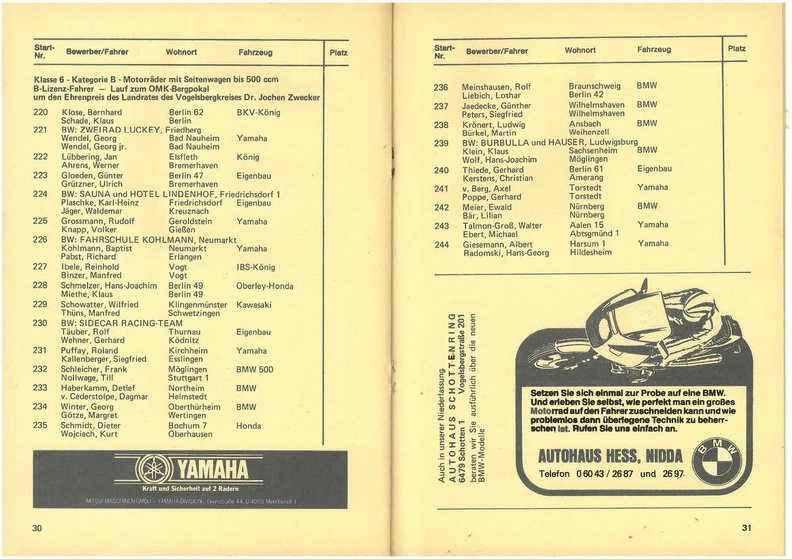 Start-
Nr. Bewerber/Fahrer Wohnort Fahrzeug Platz
Klasse 6 - Kategorie B - Motorräder mit Seitenwagen bis 500 ccm
B-Lizenz-Fahrer – Lauf zum OMK-Bergpokal
um den Ehrenpreis des Landrates des Vogelsbergkreises Dr. Jochen Zwecker
220 Klose, Bernhard Berlin 62 BKV-König
Schade, Klaus Berlin
221 BW: ZWEIRAD LUCKEY, Friedberg
Wendel, Georg Bad Nauheim Yamaha
Wendel, Georg jr. Bad Nauheim
222 Lübbering, Jan Elsfleth König
Ahrens, Werner Bremerhaven
223 Gloeden, Günter Berlin 47 Eigenbau
Grützner, Ulrich Bremerhaven
224 BW: SAUNA und HOTEL LINDENHOF, Friedrichsdorf 1
Plaschke, Karl-Heinz Friedrichsdorf Eigenbau
Jäger, Waldemar Kreuznach
225 Grossmann, Rudolf Geroldstein Yamaha
Knapp, Volker Gießen
226 BW: FAHRSCHULE KOHLMANN, Neumarkt
Kohlmann, Baptist Neumarkt Yamaha
Pabst, Richard Erlangen
227 Ibele, Reinhold Vogt IBS-König
Binzer, Manfred Vogt
228 Schmelzer, Hans-Joachim Berlin 49 Oberley-Honda
Miethe, Klaus Berlin 49
229 Schowatter, Wilfried Klingenmünster Kawasaki
Thüns, Manfred Schwetzingen
230 BW: SIDECAR RACING-TEAM
Täuber, Rolf Thurnau Eigenbau
Wehner, Gerhard Ködnitz
231 Puffay, Roland Kirchheim Yamaha
Kallenberger, Siegfried Esslingen
232 Schleicher, Frank Möglingen BMW 500
Nollwage, Till Stuttgart 1
233 Haberkamn, Detlef Northeim BMW
v. Cederstolpe, Dagmar Helmstedt
234 Winter, Georg Oberthürheim BMW
Götze, Margret Wertingen
235 Schmidt, Dieter Bochum 7 Honda
Wojciech, Kurt Oberhausen
YAMAHA
Kraft und Sicherheit auf 2 Rädern
MITSUI MASCHINEN GMBH – YAMAHA DIVISION
30
Start-
Nr. Bewerber/Fahrer Wohnort Fahrzeug Platz
236 Meinshausen, Rolf Braunschweig BMW
Liebich, Lothar Berlin 42
237 Jaedecke, Günther Wilhelmshaven BMW
Peters, Siegfried Wilhelmshaven
238 Krönert, Ludwig Ansbach BMW
Bürkel, Martin Weihenzell
239 BW: BURBULLA und HAUSER, Ludwigsburg
Klein, Klaus Sachsenheim BMW
Wolf, Hans-Joachim Möglingen
240 Thiede, Gerhard Berlin 61 Eigenbau
Kerstens, Christian Amerang
241 v. Berg, Axel Torstedt Yamaha
Poppe, Gerhard Torstedt
242 Meier, Ewald Nürnberg BMW
Bär, Lilian Nürnberg
243 Talmon-Groß, Walter Aalen 15 Yamaha
Ebert, Michael Abtsgmünd 1
244 Giesemann, Albert Harsum 1 Yamaha
Radomski, Hans-Georg Hildesheim
Auch in unserer Niederlassung,
AUTOHAUS SCHOTTENRING
6479 Schotten 1 Vogelsbergstraße 201
beraten wir Sie ausführlich über die neuen
BMW-Modelle
Setzen Sie sich einmal zur Probe auf eine BMW.
Und erleben Sie selbst, wie perfekt man ein großes
Motorrad auf den Fahrer zuschneiden kann und wie
problemlos dann überlegene Technik zu beherr-
schen ist. Rufen Sie uns einfach an.
AUTOHAUS HESS, NIDDA
Telefon 0 60 43 / 26 87 und 26 97
BMW
31